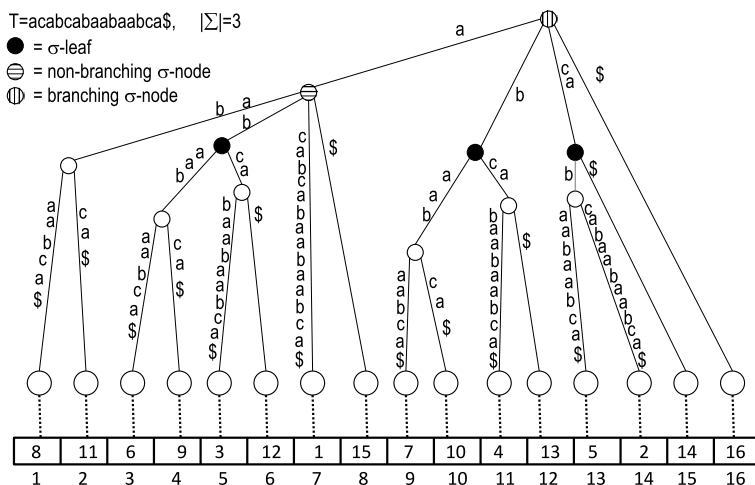 T=acabcabaabaabca$, |Σ|=3
= σ-leaf
= non-branching σ-node
= branching σ-node
a
b
c a
$
b a
b
c a b c a b a a b a a b c a $
$
a a b
c a
a a b
c a
b
$
a a b c a $
c a $
a a b c a $
c a $
b a a b a a b c a $
$
a a b c a $
c a $
b a a b a a b c a $
$
a a b a a b c a $
c a b a a b a a b c a $
8 11 6 9 3 12 1 15 7 10 4 13 5 2 14 16
1 2 3 4 5 6 7 8 9 10 11 12 13 14 15 16